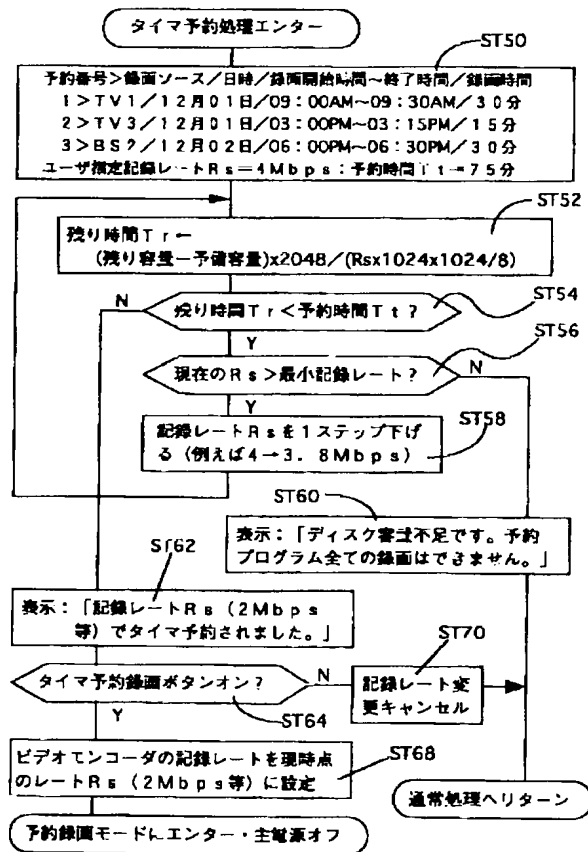 タイマ予約処理エンター
ST50
予約番号>録画ソース/日時/録画開始時間~終了時間/録画時間
1>TV1/12月01日/09:00AM~09:30AM/30分
2>TV3/12月01日/03:00PM~03:15PM/15分
3>BS2/12月02日/06:00PM~06:30PM/30分
ユーザ指定記録レートRs=4Mbps:予約時間Tt=75分
ST52
残り時間Tr←
(残り容量ー予備容量)x2048/(Rsx1024x1024/8)
ST54
N
残り時間Tr<予約時間Tt?
Y
ST56
現在のRs>最小記録レート?
N
Y
ST58
記録レートRsを1ステップ下げ
る(例えば4→3.8Mbps)
ST60
表示:「ディスク容量不足です。予約
プログラム全ての録画はできません。」
ST62
表示:「記録レートRs(2Mbps
等)でタイマ予約されました。」
ST70
タイマ予約録画ボタンオン?
N
記録レート変
更キャンセル
Y
ST64
ビデオエンコーダの記録レートを現時点
のレートRs(2Mbps等)に設定
ST68
通常処理へリターン
予約録画モードにエンター・主電源オフ